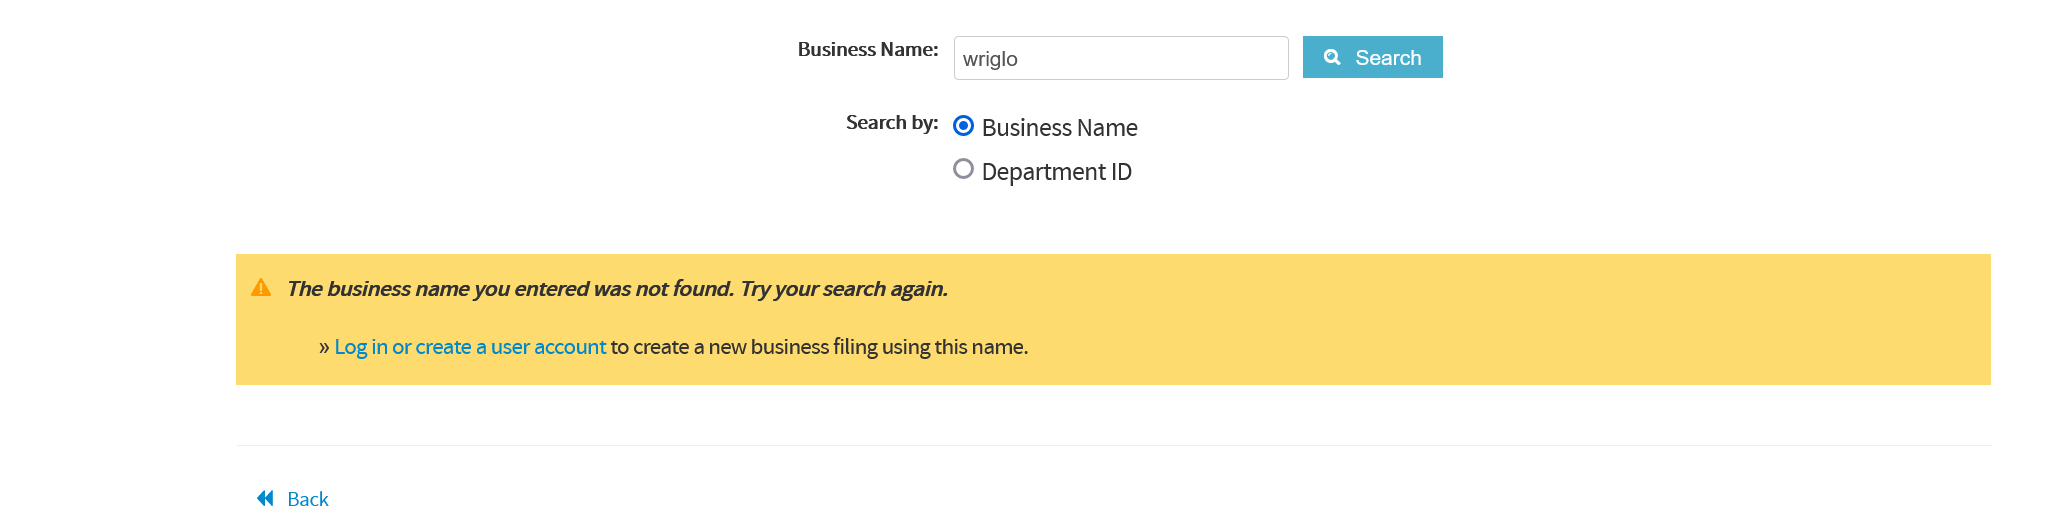 Business Name: wriglo Search
Search by: Business Name
Department ID
The business name you entered was not found. Try your search again.
» Log in or create a user account to create a new business filing using this name.
Back